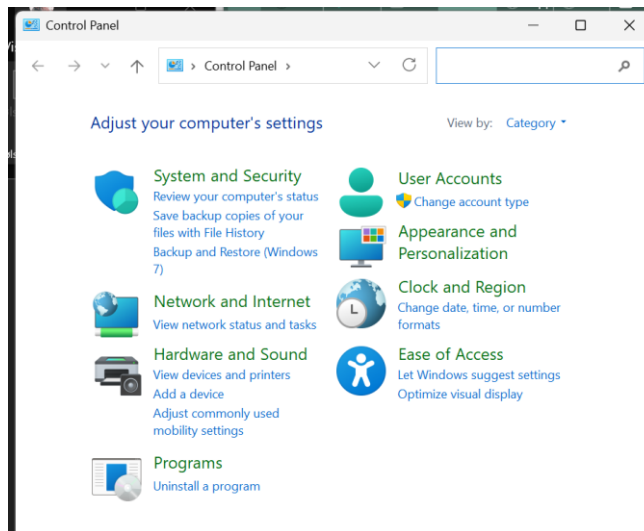 Control Panel
Control Panel
Adjust your computer's settings
View by: Category
System and Security
Review your computer's status
Save backup copies of your
files with File History
Backup and Restore (Windows
7)
Network and Internet
View network status and tasks
Hardware and Sound
View devices and printers
Add a device
Adjust commonly used
mobility settings
Programs
Uninstall a program
User Accounts
Change account type
Appearance and
Personalization
Clock and Region
Change date, time, or number
formats
Ease of Access
Let Windows suggest settings
Optimize visual display